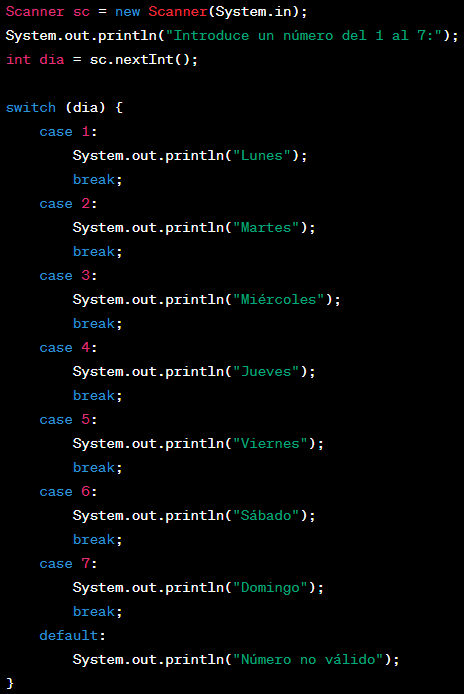 Scanner sc = new Scanner(System.in);
System.out.println("Introduce un número del 1 al 7:");
int dia = sc.nextInt();

switch (dia) {
    case 1:
        System.out.println("Lunes");
        break;
    case 2:
        System.out.println("Martes");
        break;
    case 3:
        System.out.println("Miércoles");
        break;
    case 4:
        System.out.println("Jueves");
        break;
    case 5:
        System.out.println("Viernes");
        break;
    case 6:
        System.out.println("Sábado");
        break;
    case 7:
        System.out.println("Domingo");
        break;
    default:
        System.out.println("Número no válido");
}